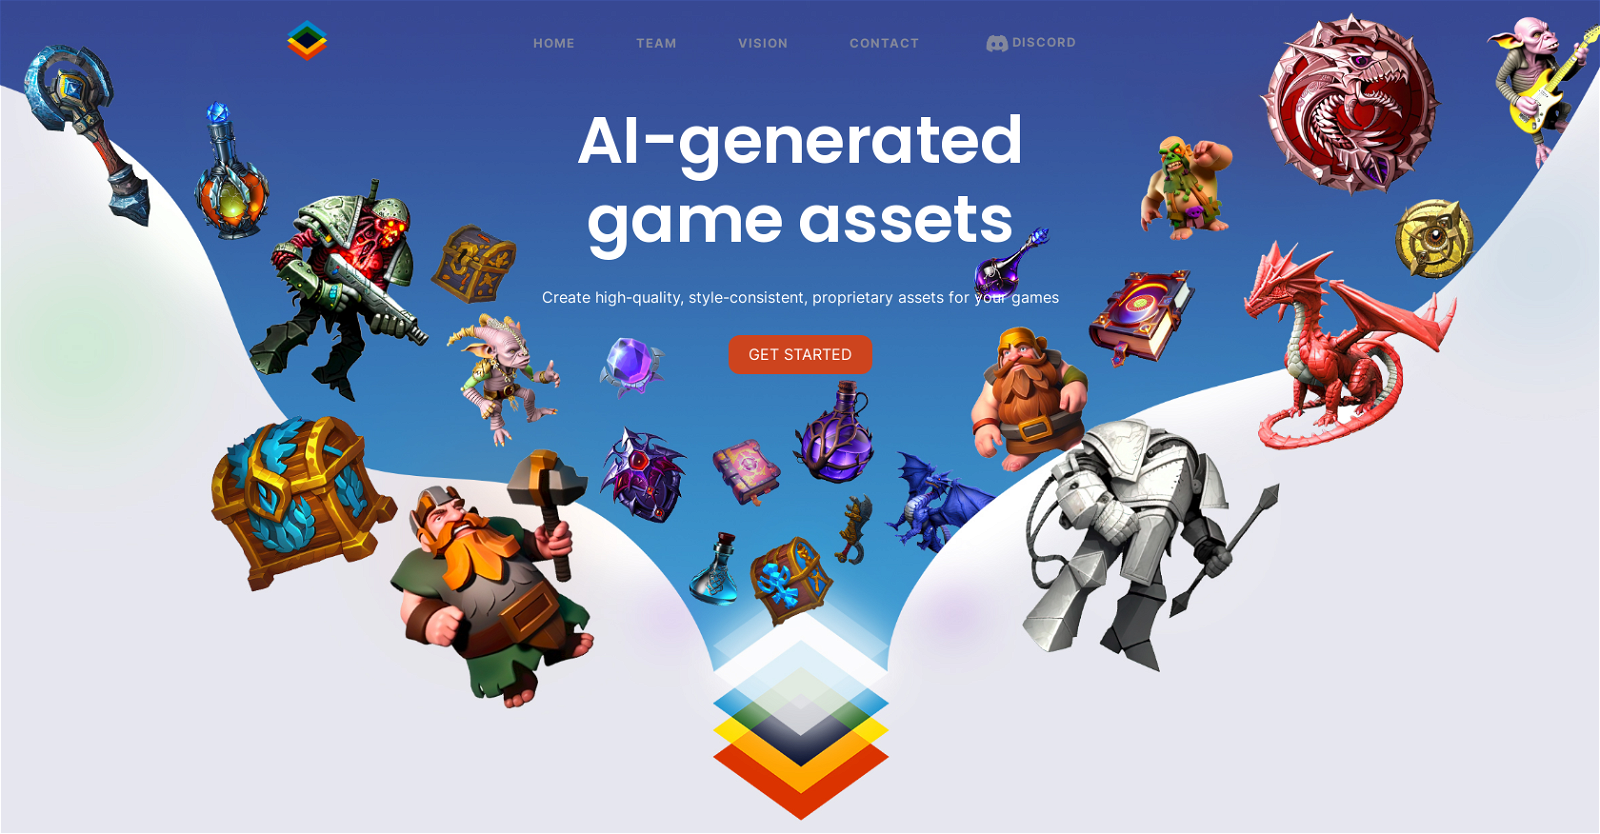 HOME TEAM VISION CONTACT DISCORD
AI-generated
game assets
Create high-quality, style-consistent, proprietary assets for your games
GET STARTED